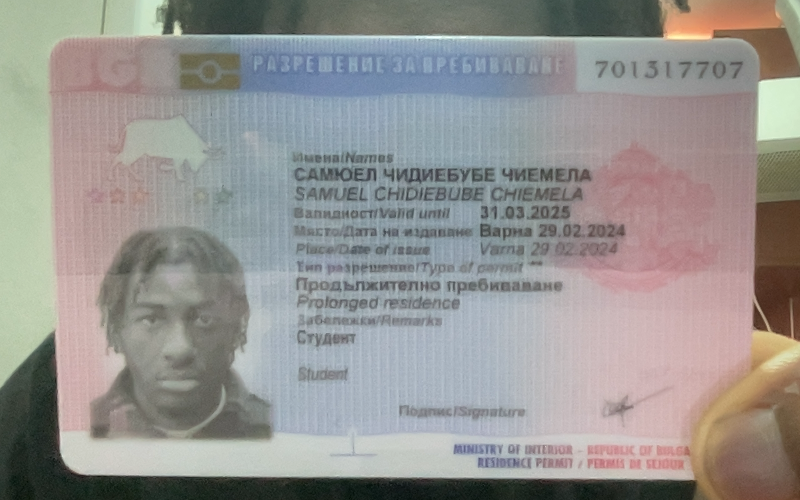 BGR РАЗРЕШЕНИЕ ЗА ПРЕБИВАВАНЕ 701317707
Имена/Names
САМЮЕЛ ЧИДИЕБУБЕ ЧИЕМЕЛА
SAMUEL CHIDIEBUBE CHIEMELA
Валидност/Valid until 31.03.2025
Място/Дата на издаване Варна 29.02.2024
Place/Date of issue Varna 29.02.2024
Тип разрешение/Type of permit **
Продължително пребиваване
Prolonged residence
Забележки/Remarks
Студент
Student
Подпис/Signature
MINISTRY OF INTERIOR - REPUBLIC OF BULGA
RESIDENCE PERMIT / PERMIS DE SEJOUR